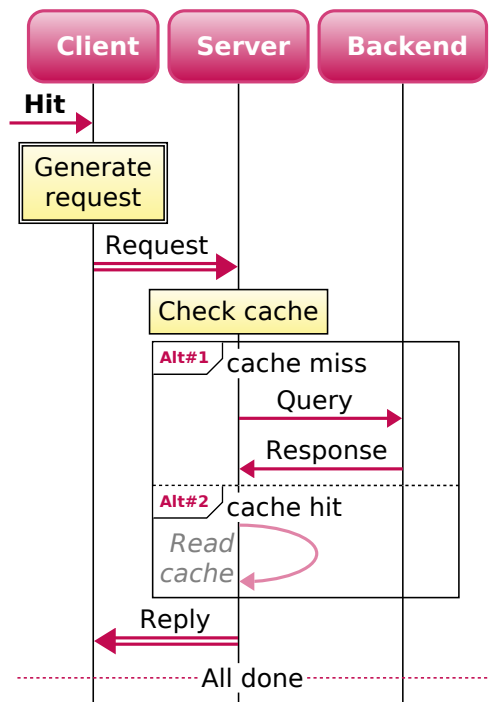 Client Server Backend
Hit
Generate
request
Request
Check cache
Alt#1 cache miss
Query
Response
Alt#2 cache hit
Read
cache
Reply
All done